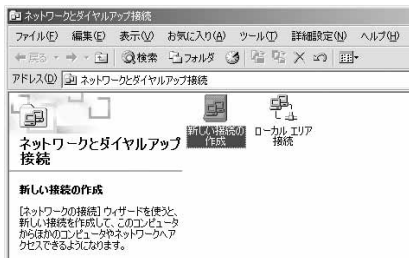 ネットワークとダイヤルアップ接続
ファイル(F) 編集(E) 表示(V) お気に入り(A) ツール(T) 詳細設定(N) ヘルプ(H)
戻る 検索 フォルダ
アドレス(D) ネットワークとダイヤルアップ接続
ネットワークとダイヤルアップ
接続
新しい接続の
作成
ローカル エリア
接続
新しい接続の作成
[ネットワークの接続] ウィザードを使うと、
新しい接続を作成して、このコンピュータ
からほかのコンピュータやネットワークへア
クセスできるようになります。